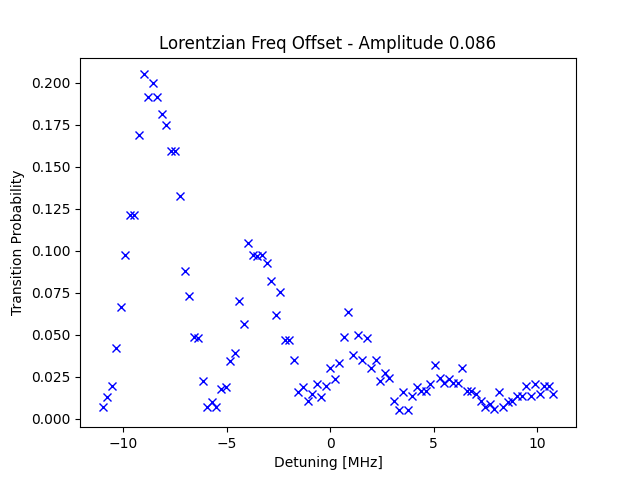 Lorentzian Freq Offset - Amplitude 0.086
0.200
0.175
0.150
0.125
0.100
0.075
0.050
0.025
0.000
Transition Probability
−10 −5 0 5 10
Detuning [MHz]